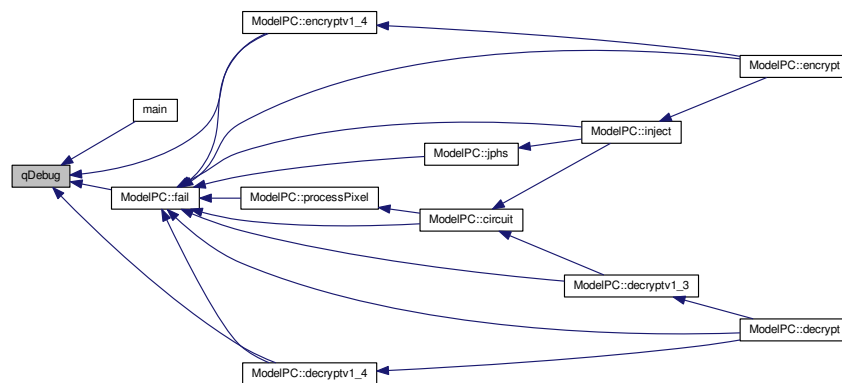 ModelPC::encryptv1_4
ModelPC::encrypt
main
ModelPC::inject
ModelPC::jphs
qDebug
ModelPC::fail
ModelPC::processPixel
ModelPC::circuit
ModelPC::decryptv1_3
ModelPC::decrypt
ModelPC::decryptv1_4